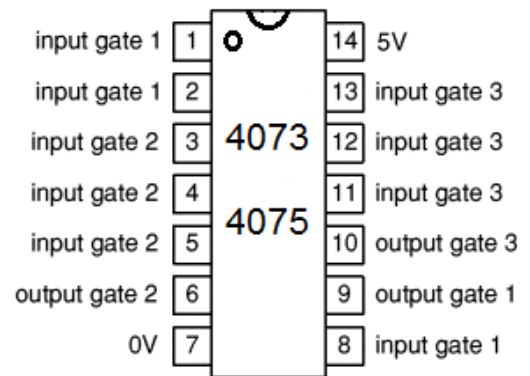 input gate 1 1 14 5V
input gate 1 2 13 input gate 3
input gate 2 3 4073 12 input gate 3
input gate 2 4 11 input gate 3
input gate 2 5 4075 10 output gate 3
output gate 2 6 9 output gate 1
0V 7 8 input gate 1